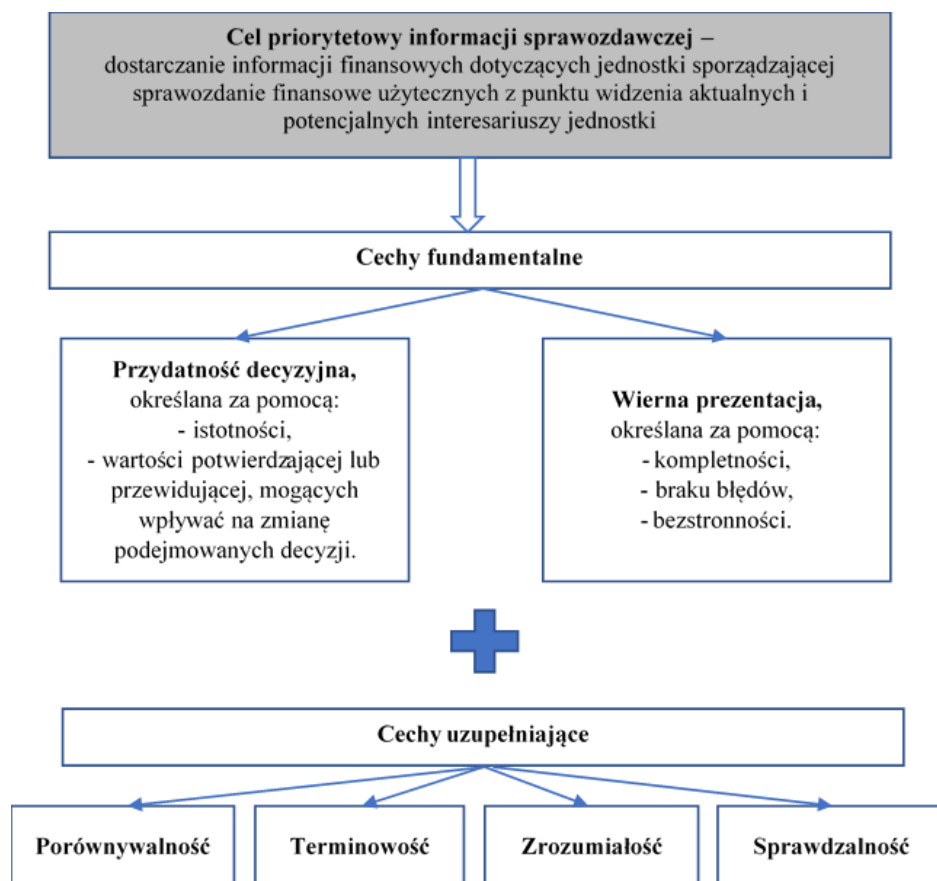 Cel priorytetowy informacji sprawozdawczej –
dostarczanie informacji finansowych dotyczących jednostki sporządzającej
sprawozdanie finansowe użytecznych z punktu widzenia aktualnych i
potencjalnych interesariuszy jednostki
Cechy fundamentalne
Przydatność decyzyjna,
określana za pomocą:
- istotności,
- wartości potwierdzającej lub
przewidującej, mogących
wpływać na zmianę
podejmowanych decyzji.
Wierna prezentacja,
określana za pomocą:
- kompletności,
- braku błędów,
- bezstronności.
Cechy uzupełniające
Porównywalność
Terminowość
Zrozumiałość
Sprawdzalność